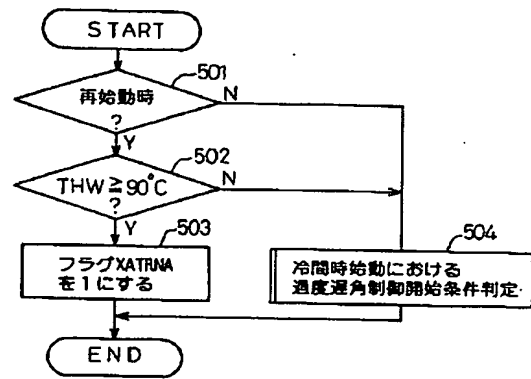 START
501
再始動時
?
N
Y
502
THW≧90℃
?
N
Y
503
フラグXATRNA
を1にする
504
冷間時始動における
過度遅角制御開始条件判定
END